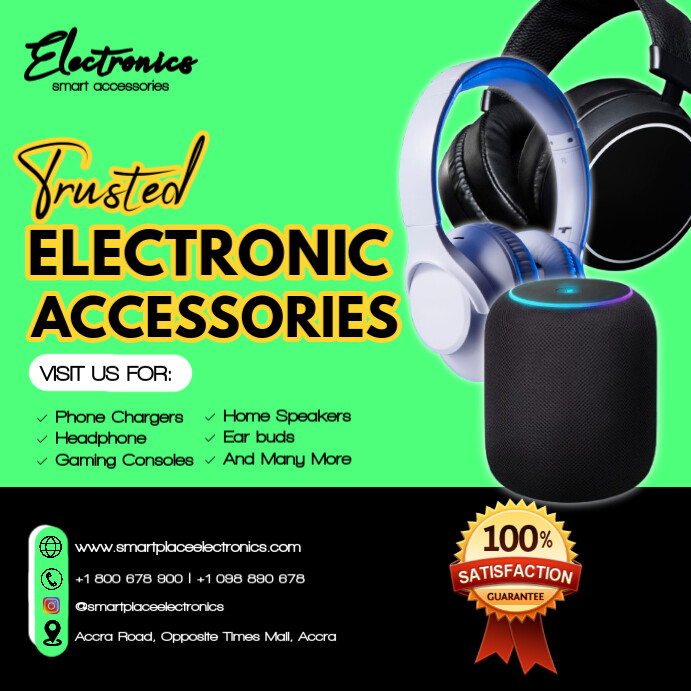 Electronics
smart accessories
Trusted
ELECTRONIC
ACCESSORIES
VISIT US FOR:
Phone Chargers
Headphone
Gaming Consoles
Home Speakers
Ear buds
And Many More
www.smartplaceelectronics.com
+1 800 678 900 | +1 098 890 678
@smartplaceelectronics
Accra Road, Opposite Times Mall, Accra
100%
SATISFACTION
GUARANTEE